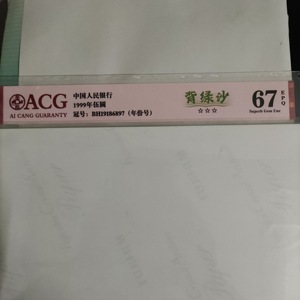 ACG
AI CANG GUARANTY
中国人民银行
1999年伍圆
冠号：BH19186897（年份号）
背绿沙
☆☆☆
67 EPQ
Superb Gem Unc